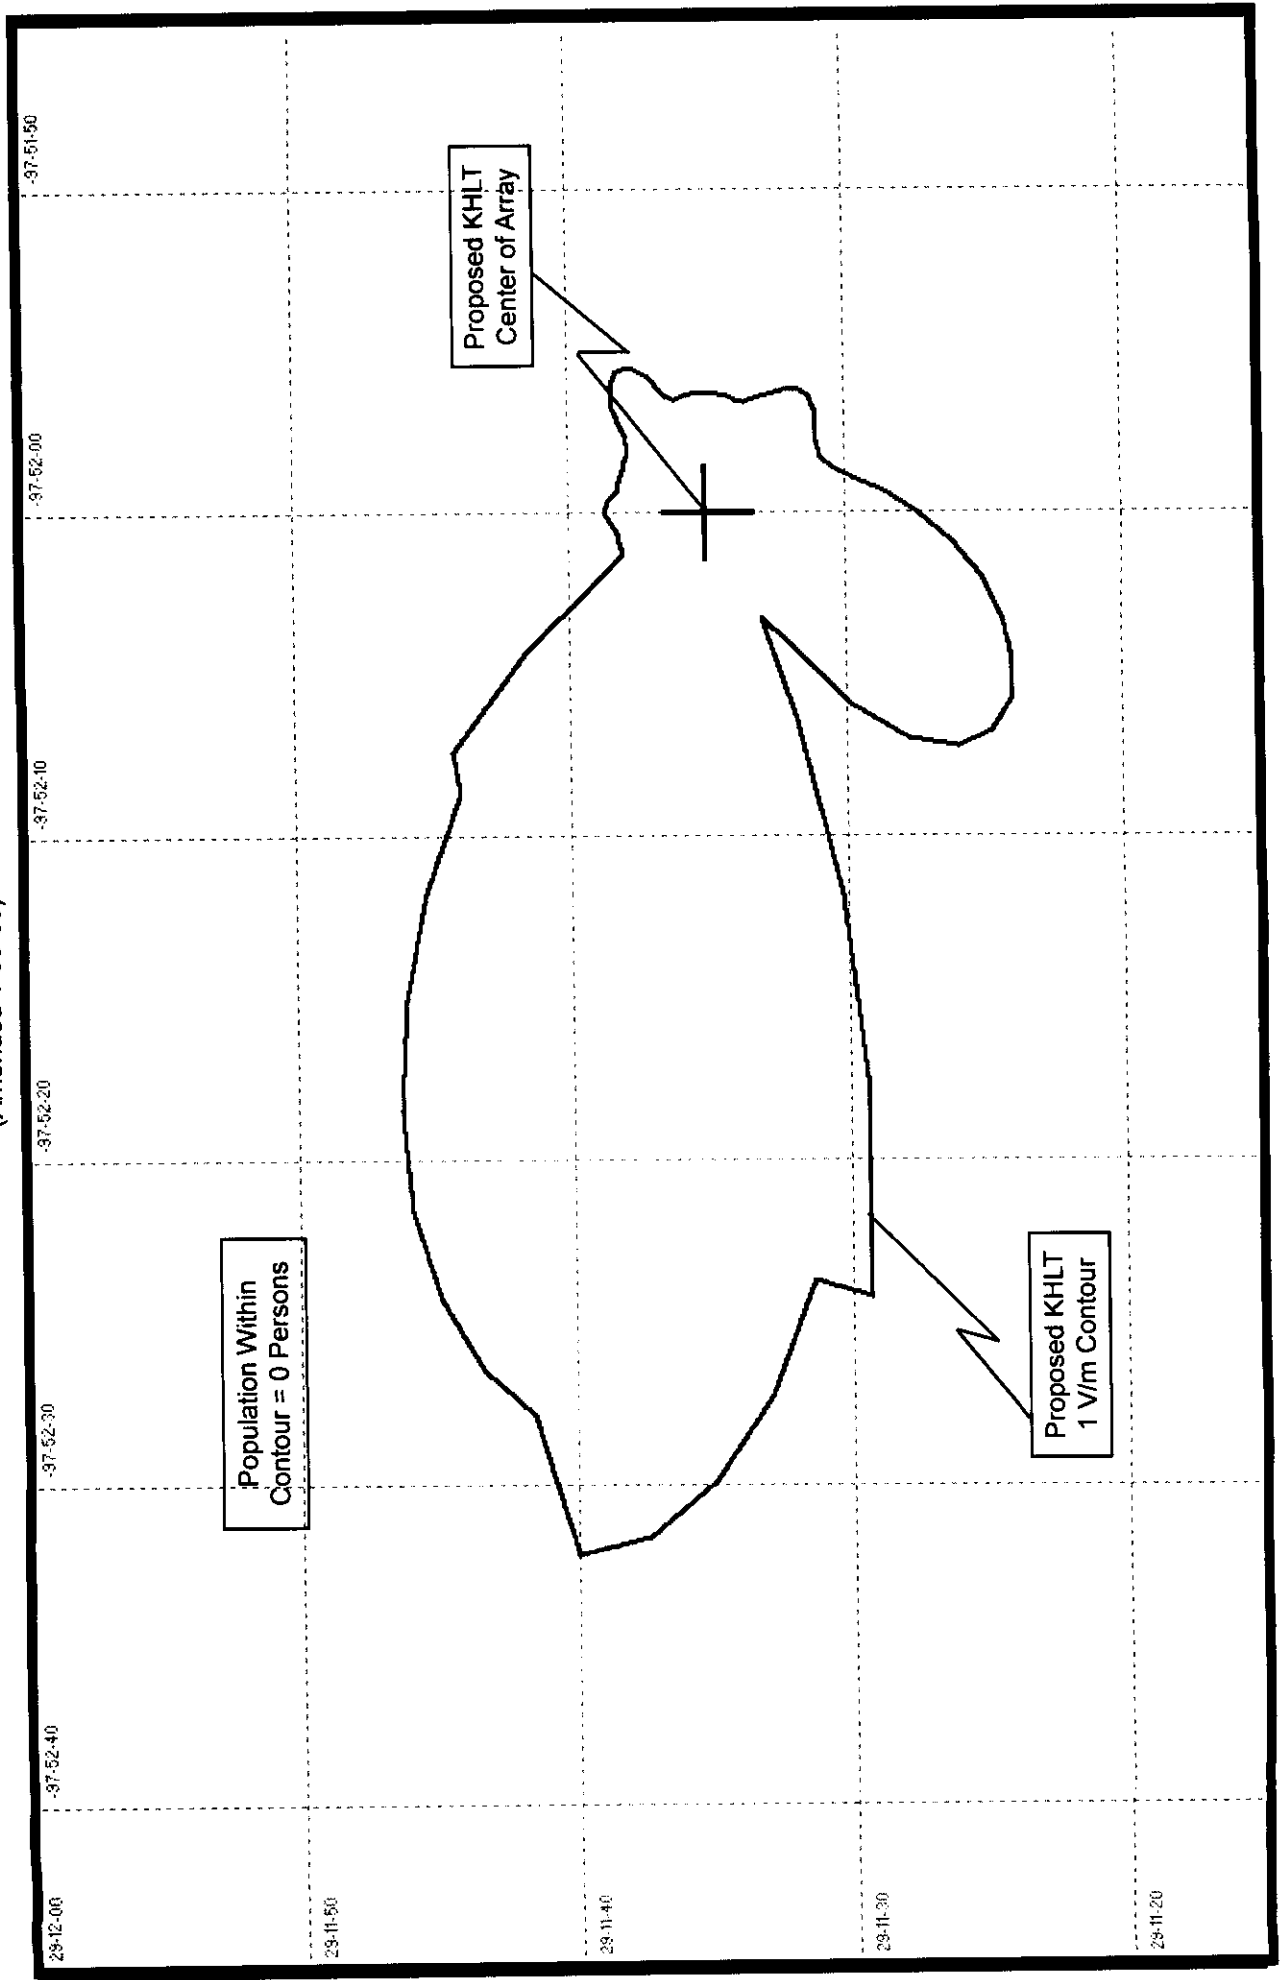 29-12-00
-97-52-40
-97-52-30
-97-52-20
-97-52-10
-97-52-00
-97-51-50
29-11-50
29-11-40
29-11-30
29-11-20
Population Within
Contour = 0 Persons
Proposed KHLT
Center of Array
Proposed KHLT
1 V/m Contour